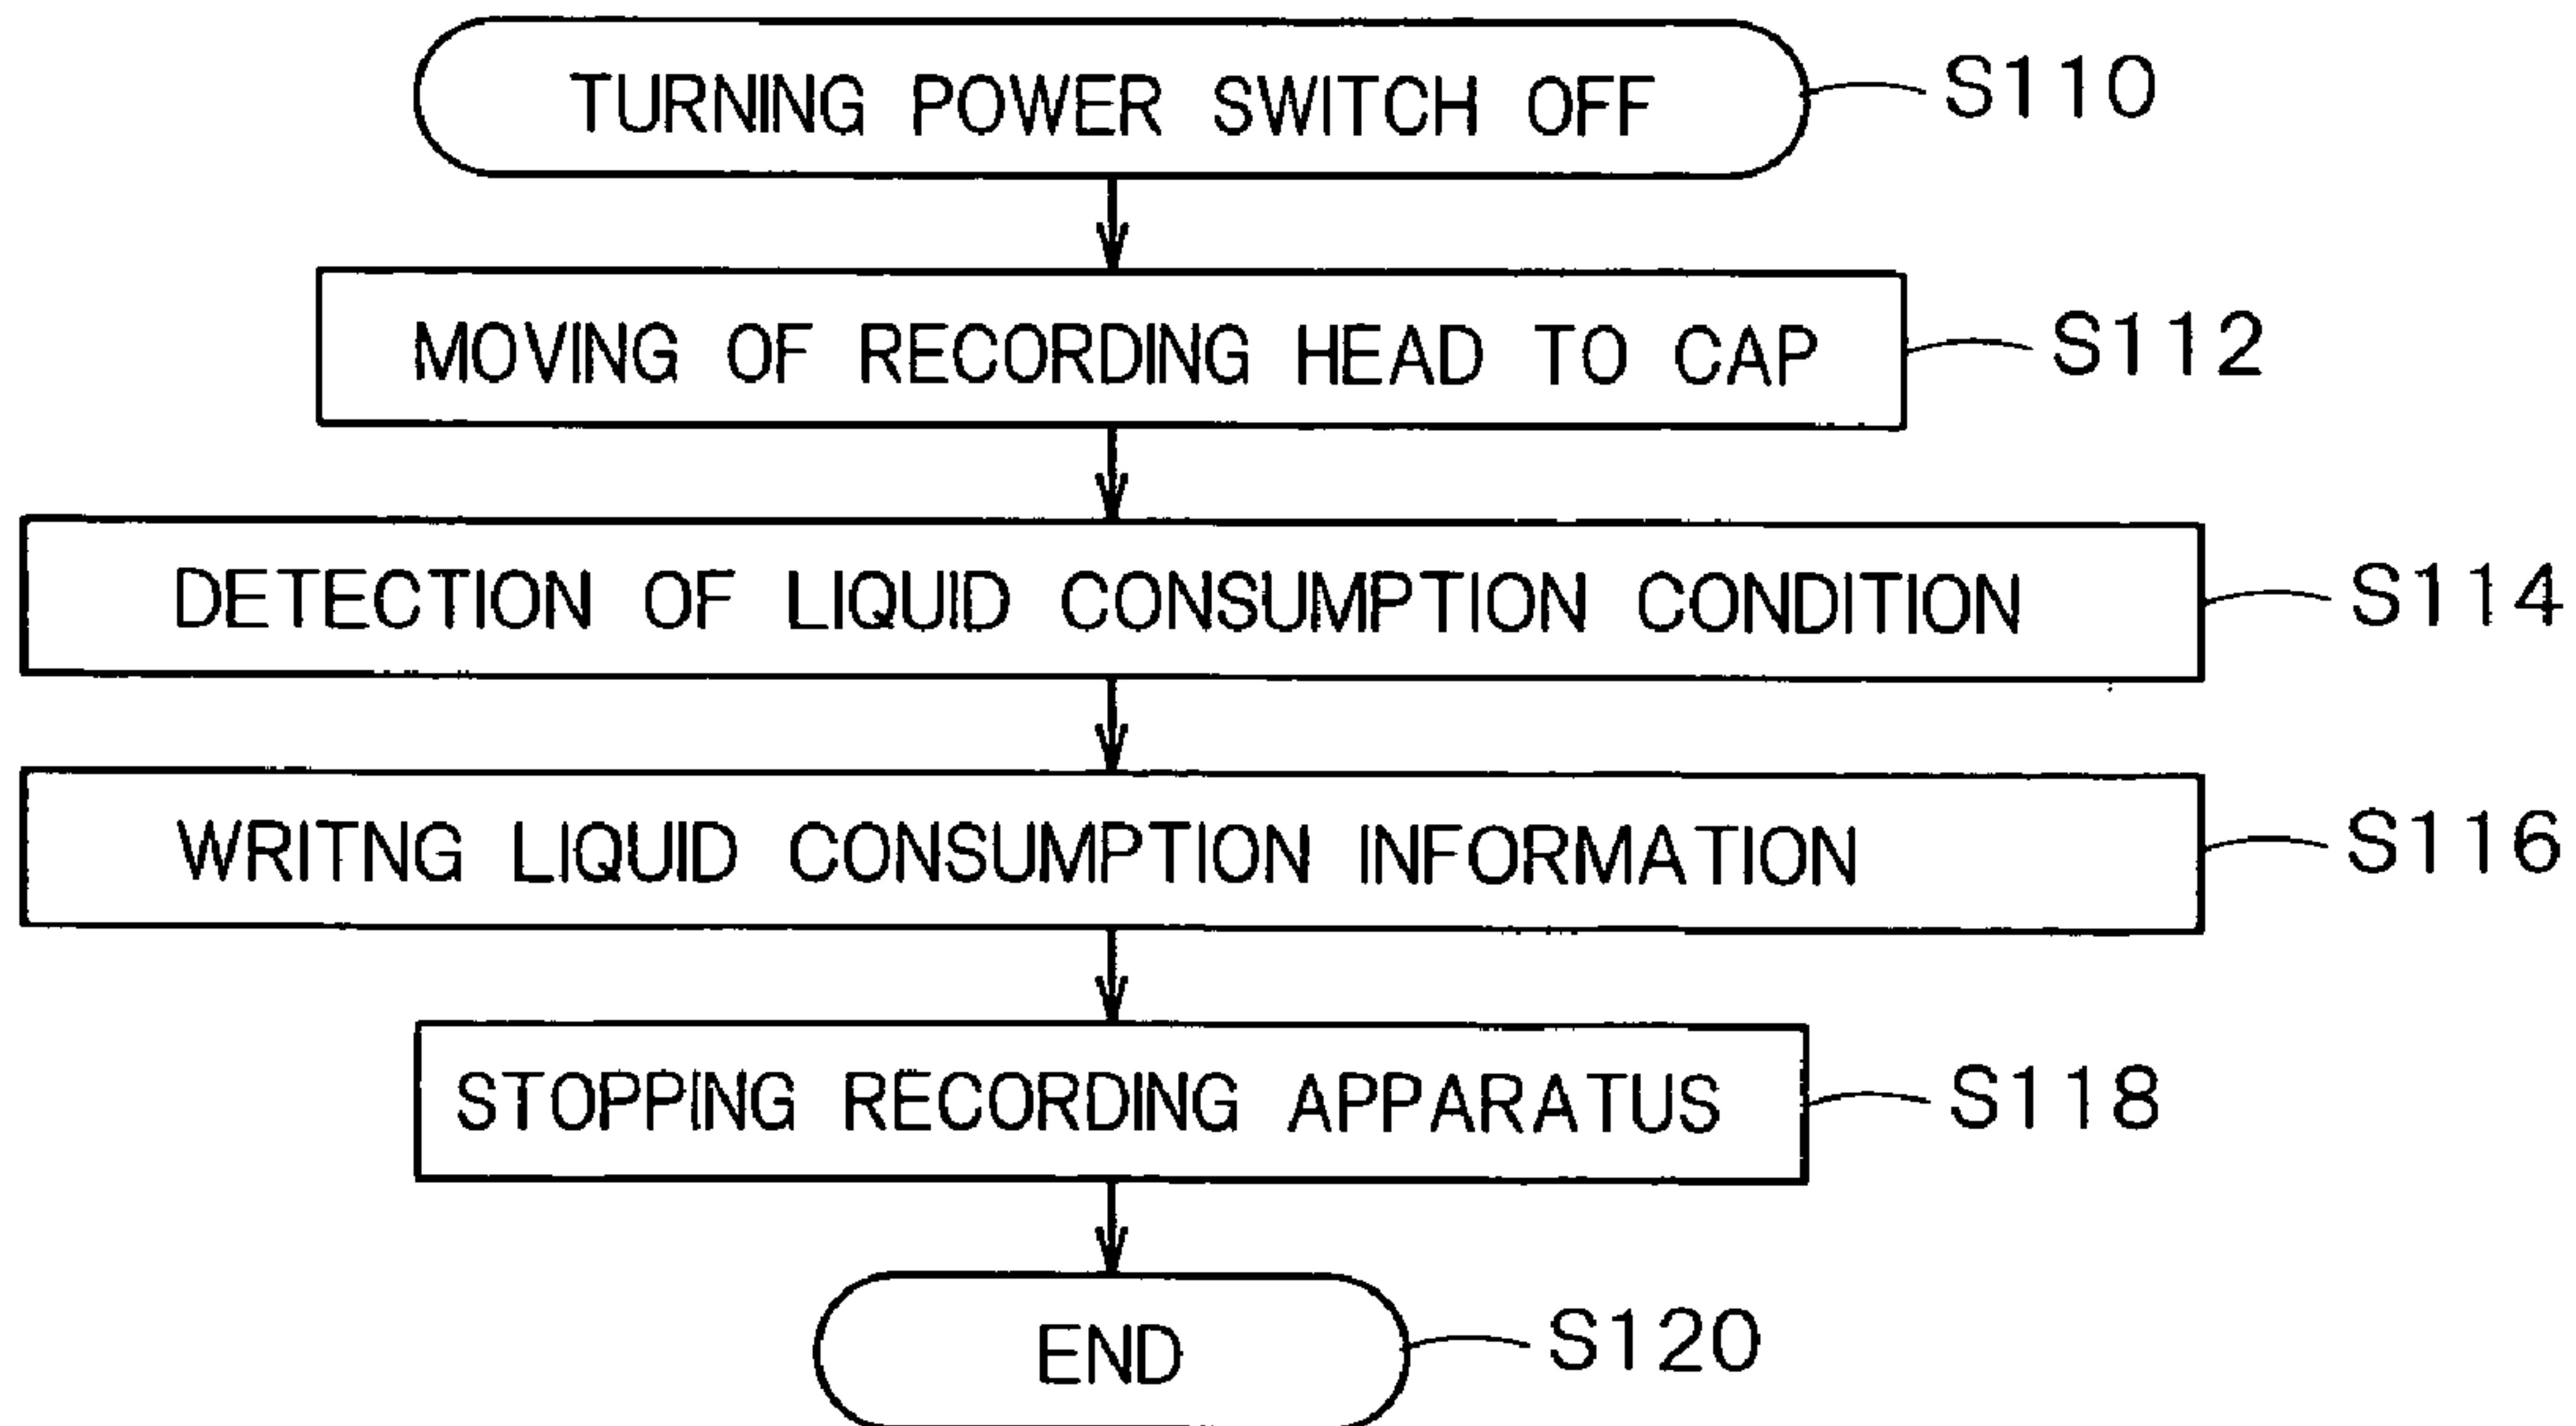 TURNING POWER SWITCH OFF S110
MOVING OF RECORDING HEAD TO CAP S112
DETECTION OF LIQUID CONSUMPTION CONDITION S114
WRITNG LIQUID CONSUMPTION INFORMATION S116
STOPPING RECORDING APPARATUS S118
END S120